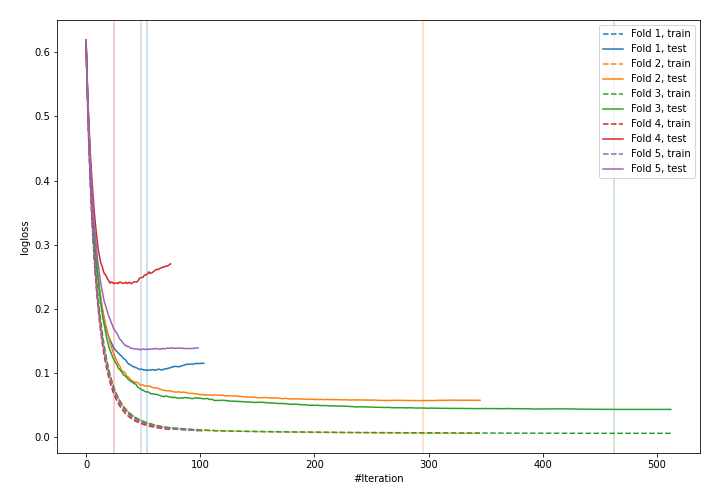 0.6
0.5
0.4
0.3
0.2
0.1
0.0
logloss
0
100
200
300
400
500
#Iteration
Fold 1, train
Fold 1, test
Fold 2, train
Fold 2, test
Fold 3, train
Fold 3, test
Fold 4, train
Fold 4, test
Fold 5, train
Fold 5, test